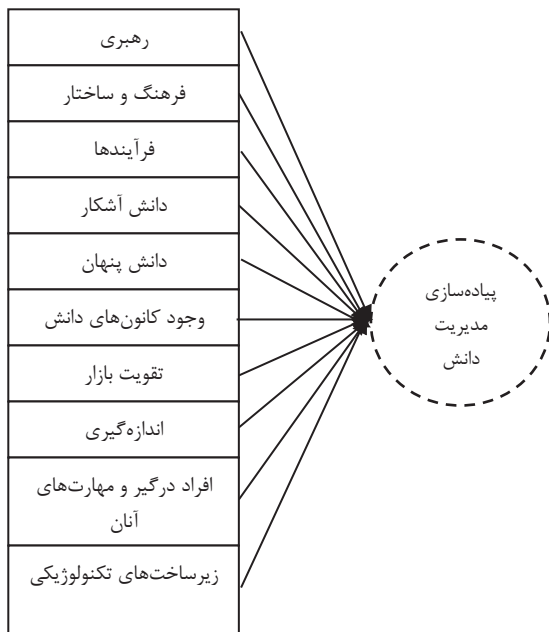 رهبری
فرهنگ و ساختار
فرآیندها
دانش آشکار
دانش پنهان
وجود کانون‌های دانش
تقویت بازار
اندازه‌گیری
افراد درگیر و مهارت‌های
آنان
زیرساخت‌های تکنولوژیکی
پیاده‌سازی
مدیریت
دانش